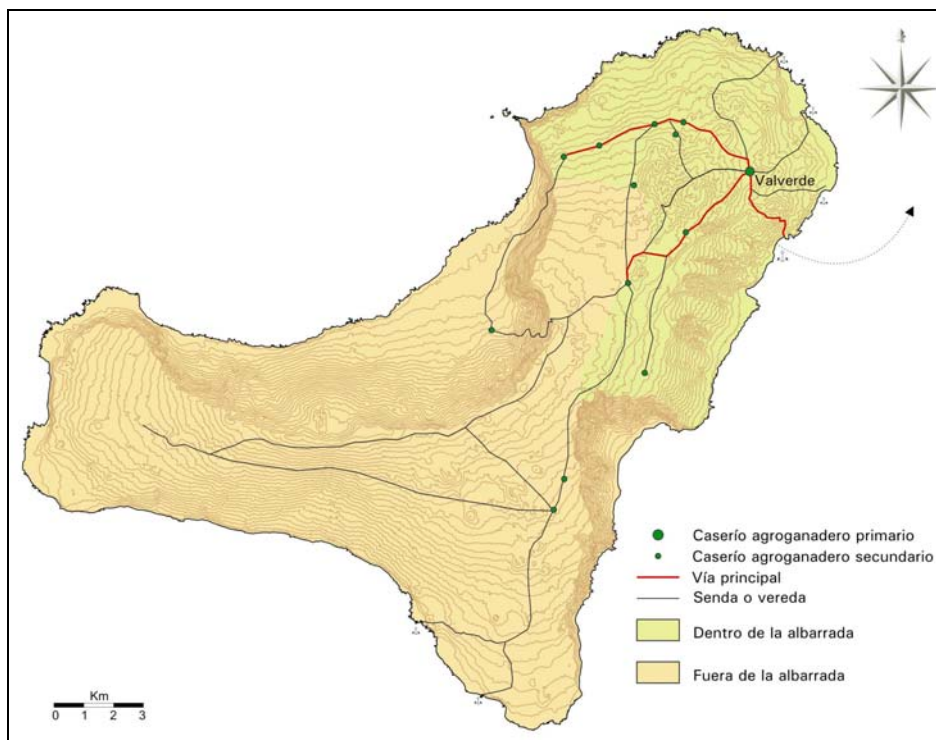 Valverde
Caserío agroganadero primario
Caserío agroganadero secundario
Vía principal
Senda o vereda
Dentro de la albarrada
Fuera de la albarrada
Km
0 1 2 3